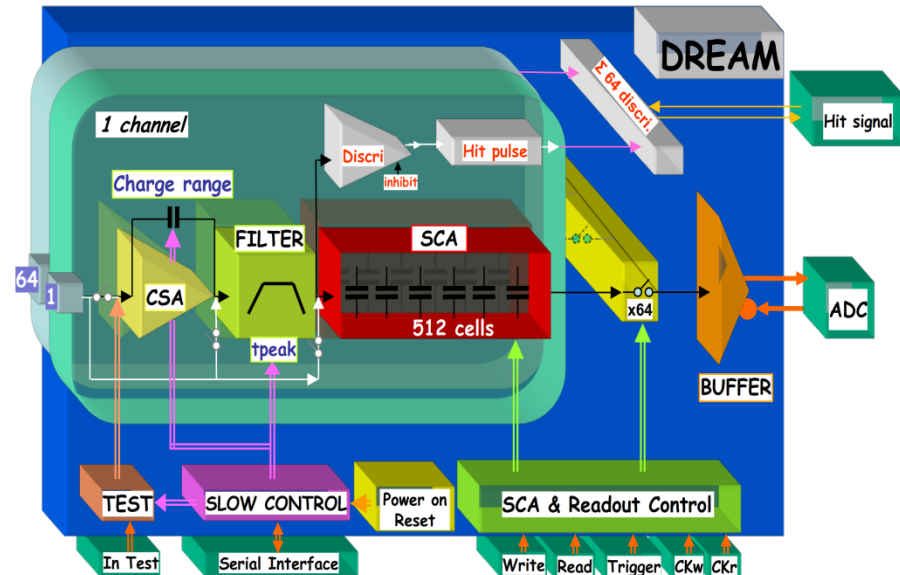 DREAM
Σ 64 discri.
Hit signal
1 channel
Discri
Hit pulse
inhibit
Charge range
FILTER
SCA
64
1
CSA
512 cells
x64
ADC
tpeak
BUFFER
TEST
SLOW CONTROL
Power on
Reset
SCA & Readout Control
In Test
Serial Interface
Write
Read
Trigger
CKw
CKr